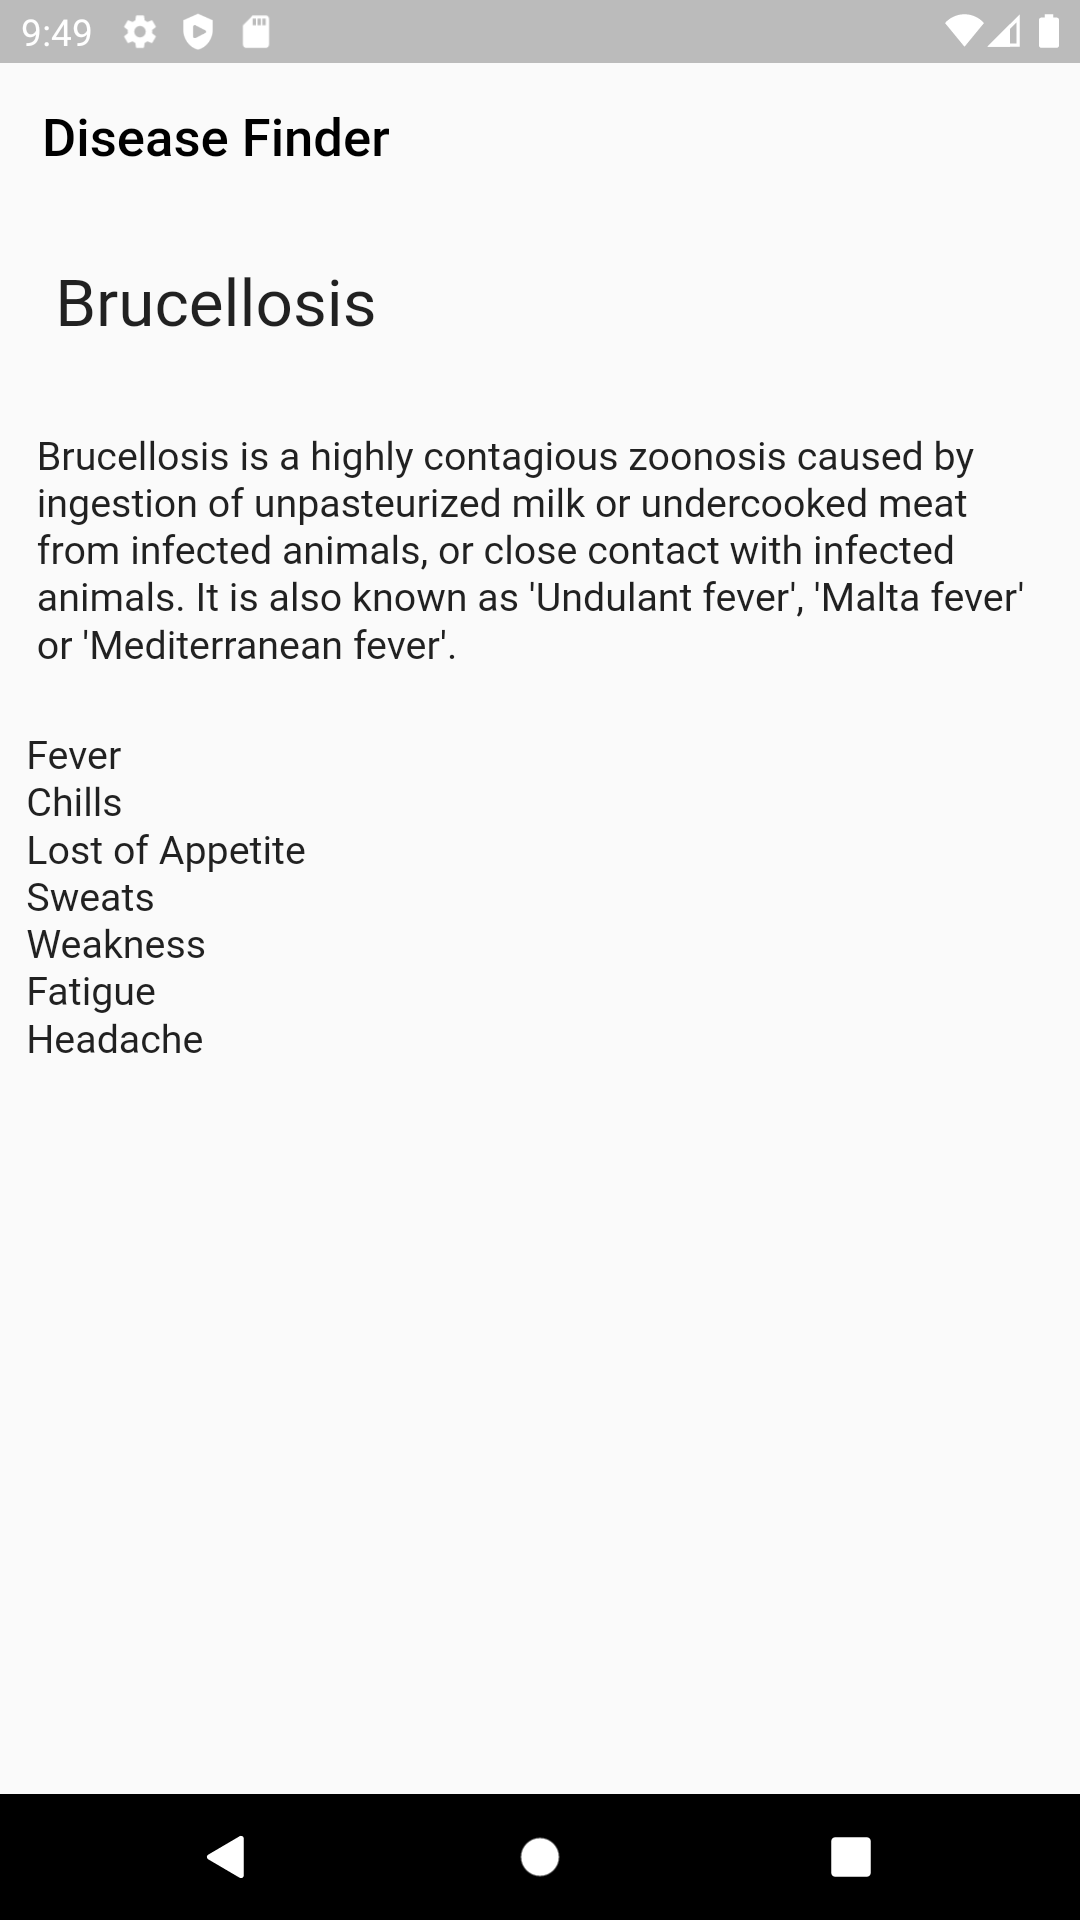 9:49
Disease Finder
Brucellosis
Brucellosis is a highly contagious zoonosis caused by
ingestion of unpasteurized milk or undercooked meat
from infected animals, or close contact with infected
animals. It is also known as 'Undulant fever', 'Malta fever'
or 'Mediterranean fever'.
Fever
Chills
Lost of Appetite
Sweats
Weakness
Fatigue
Headache